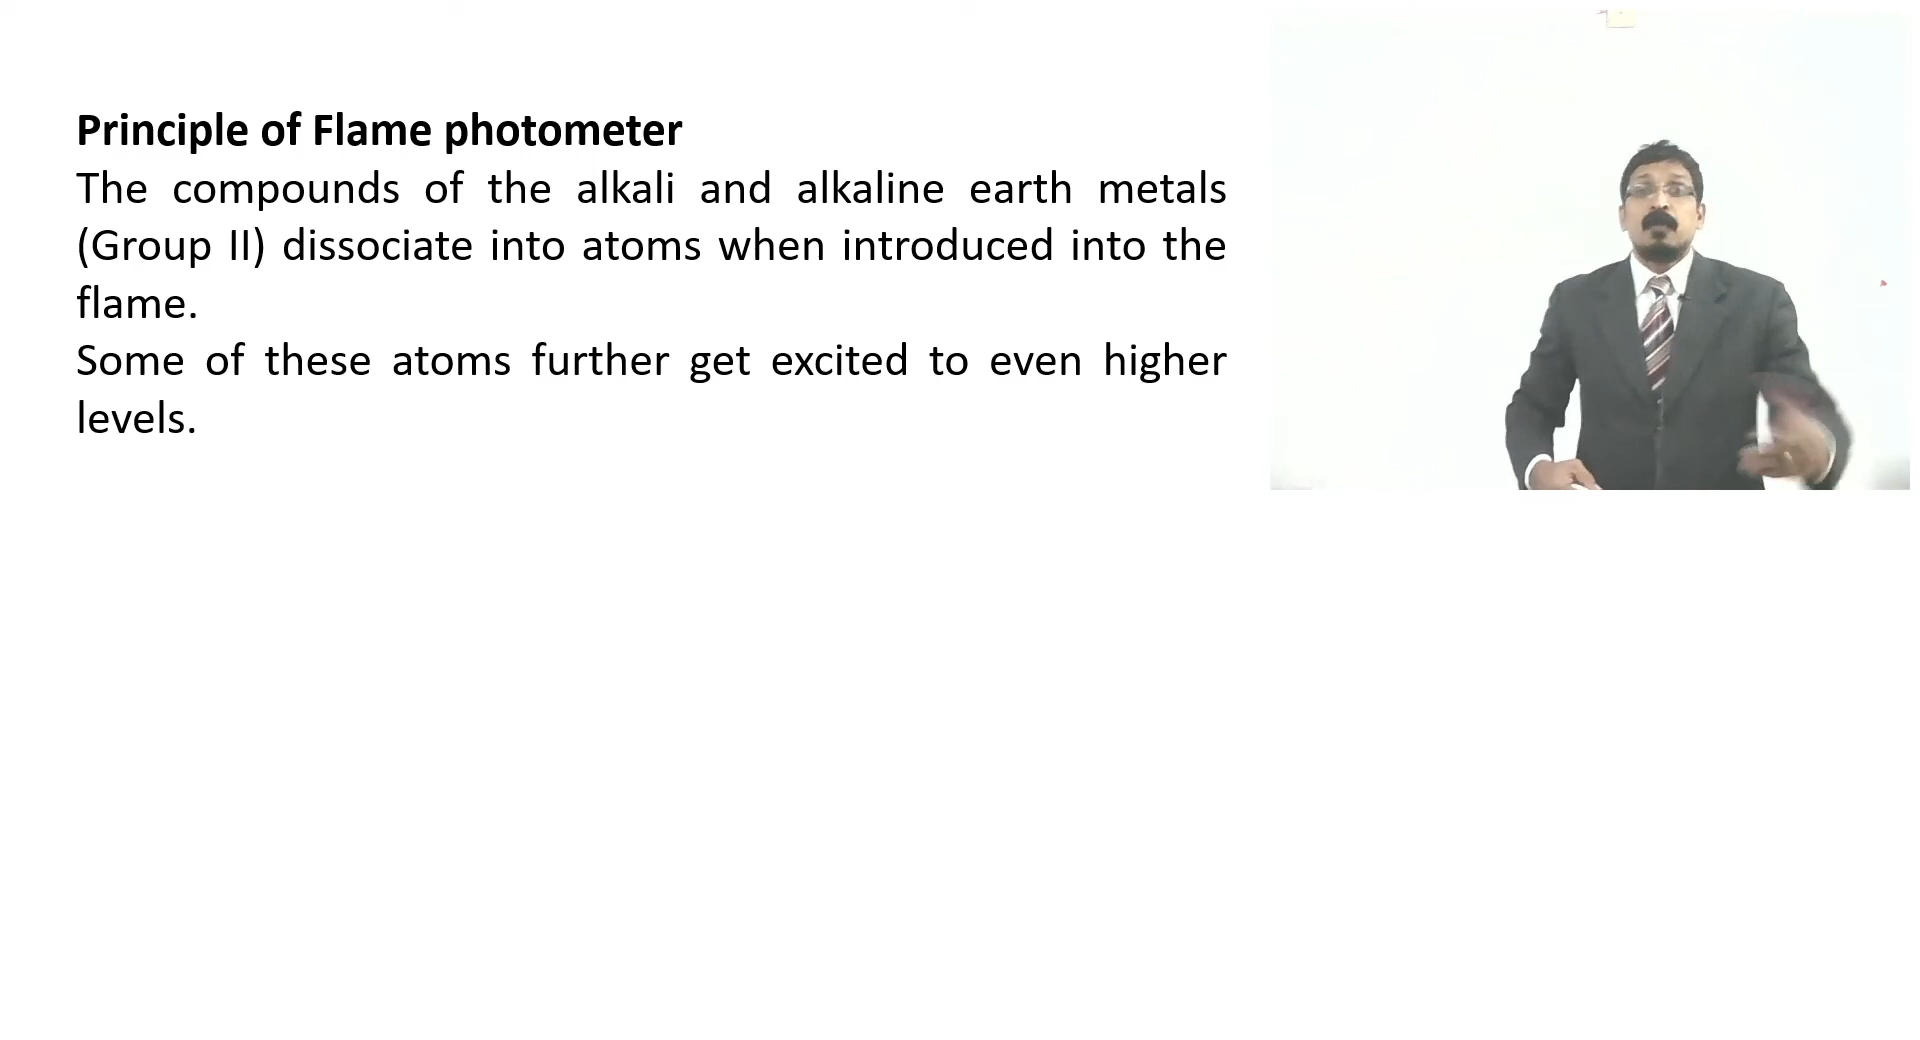 Principle of Flame photometer
The compounds of the alkali and alkaline earth metals
(Group II) dissociate into atoms when introduced into the
flame.
Some of these atoms further get excited to even higher
levels.